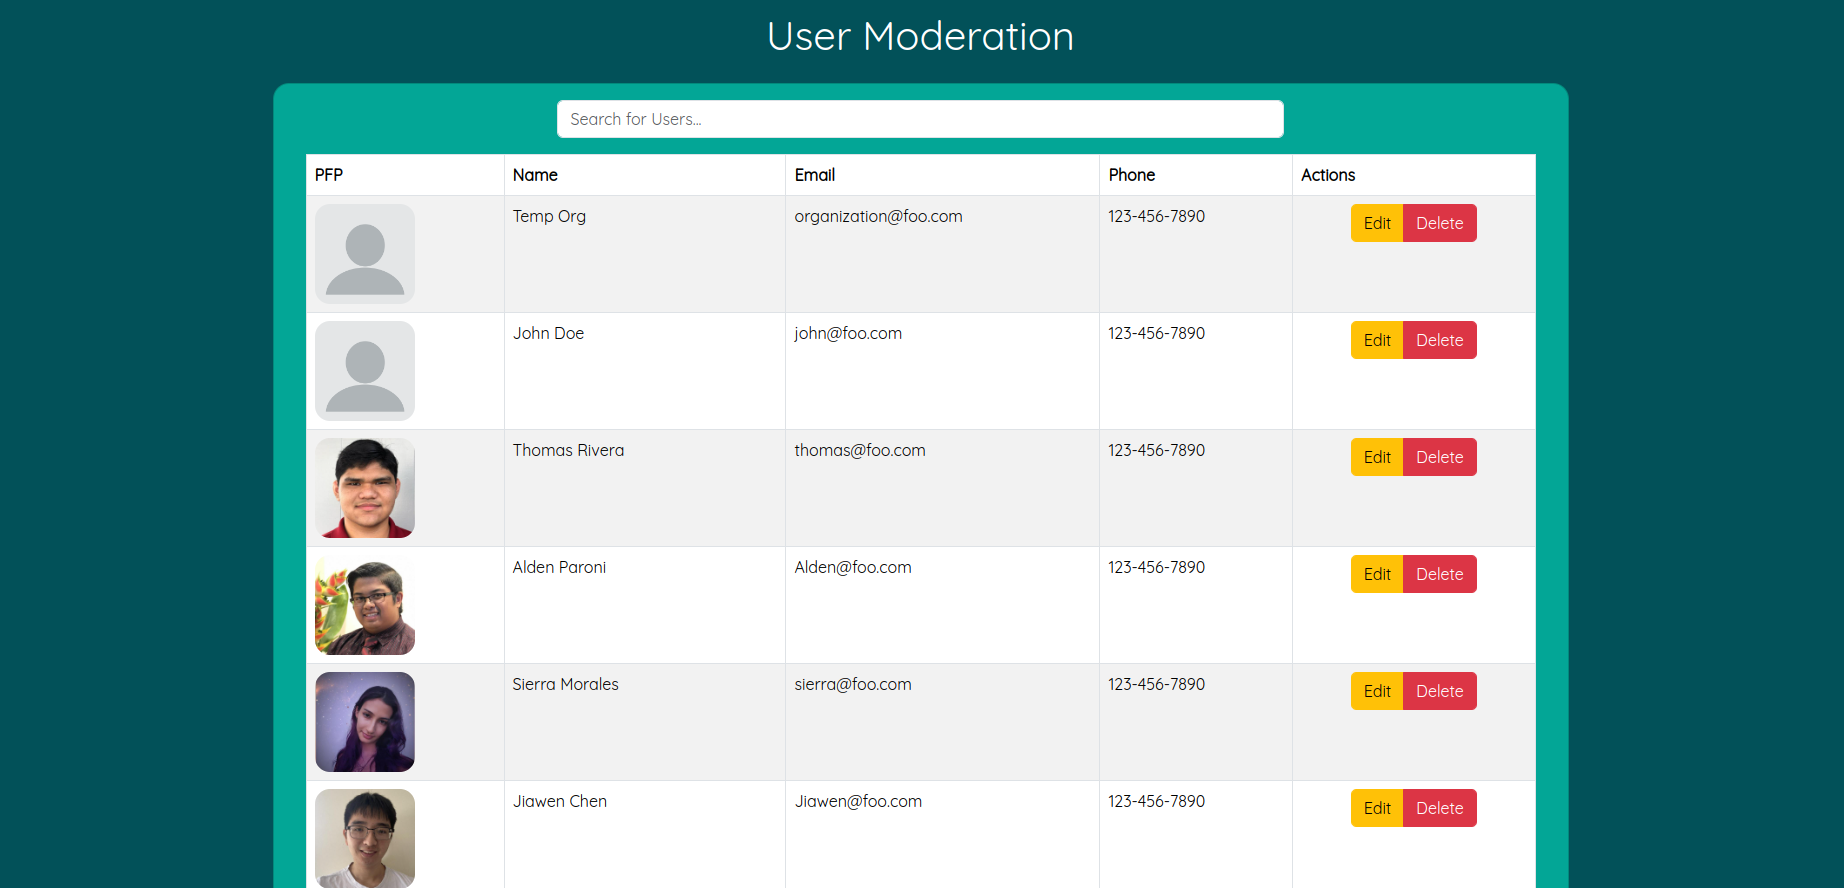 User Moderation
Search for Users...
PFP Name Email Phone Actions
Temp Org organization@foo.com 123-456-7890 Edit Delete
John Doe john@foo.com 123-456-7890 Edit Delete
Thomas Rivera thomas@foo.com 123-456-7890 Edit Delete
Alden Paroni Alden@foo.com 123-456-7890 Edit Delete
Sierra Morales sierra@foo.com 123-456-7890 Edit Delete
Jiawen Chen Jiawen@foo.com 123-456-7890 Edit Delete